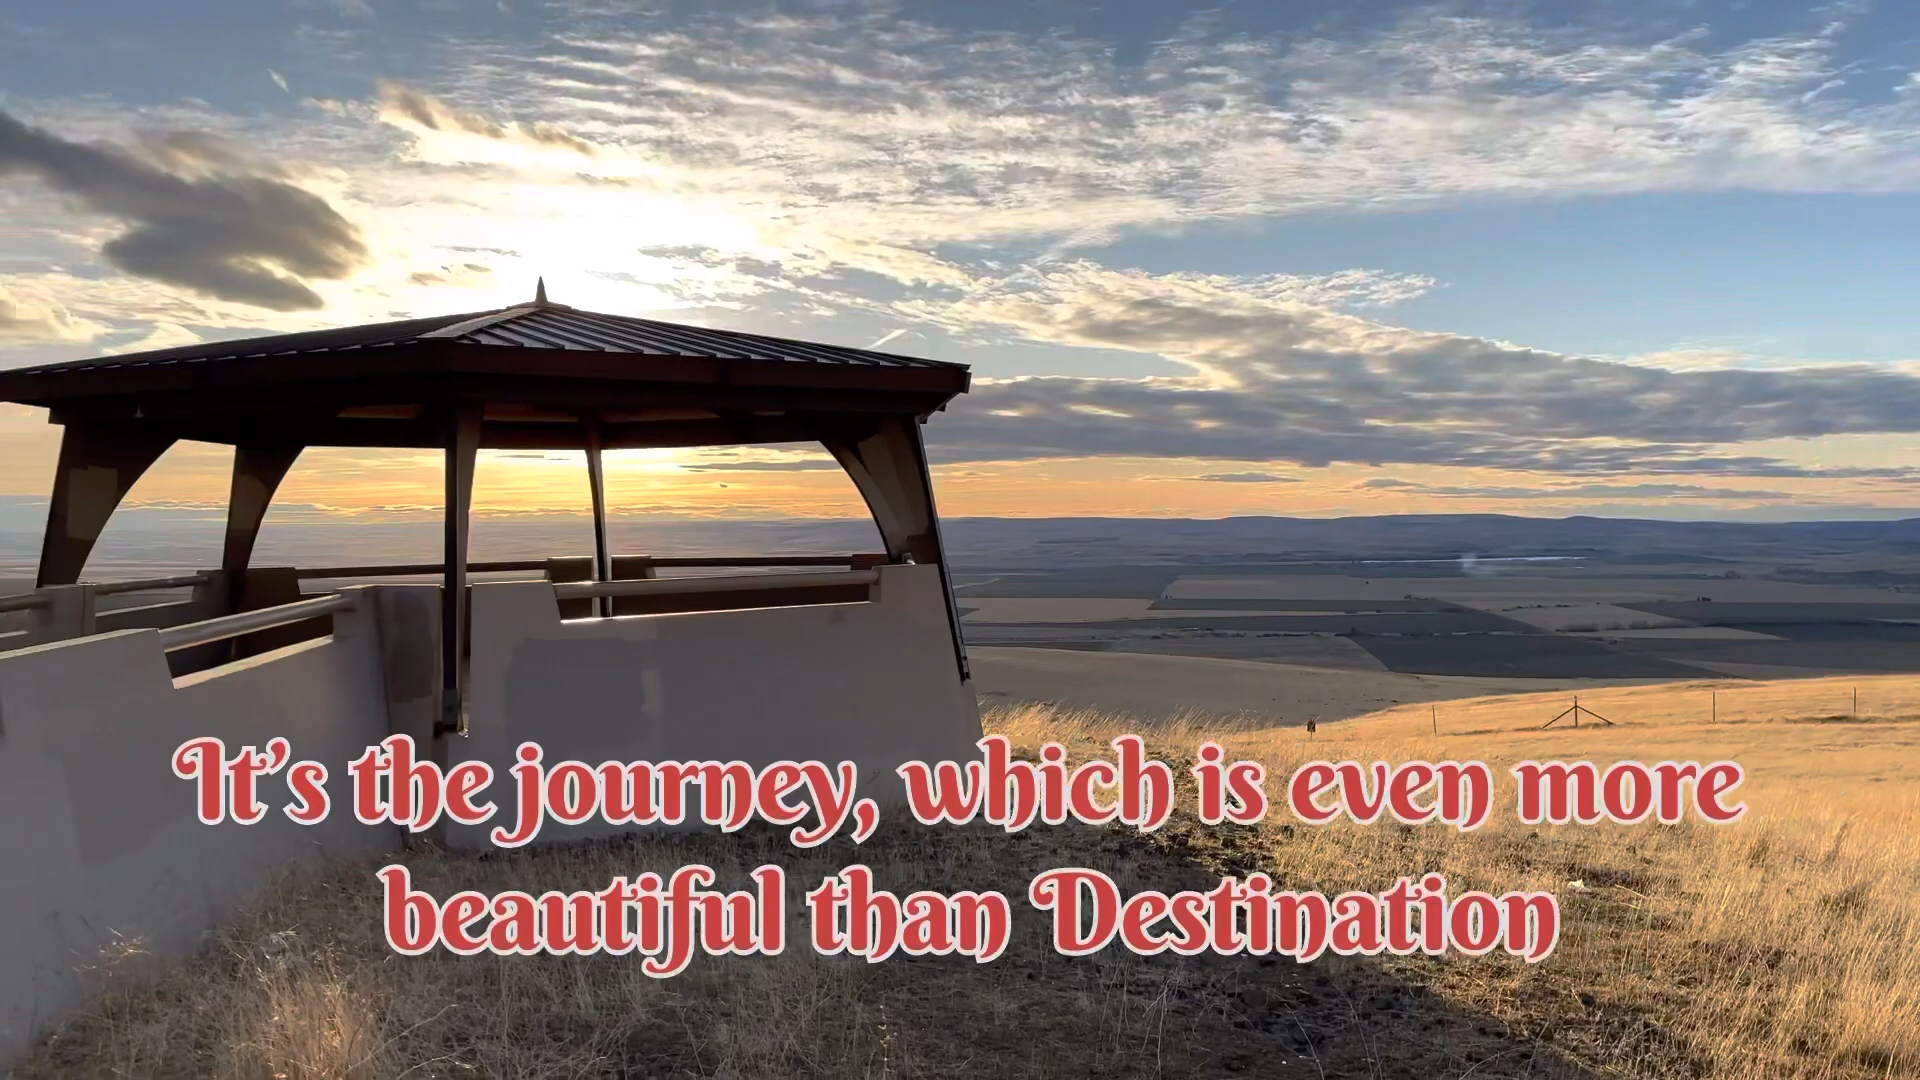 It's the journey, which is even more
beautiful than Destination